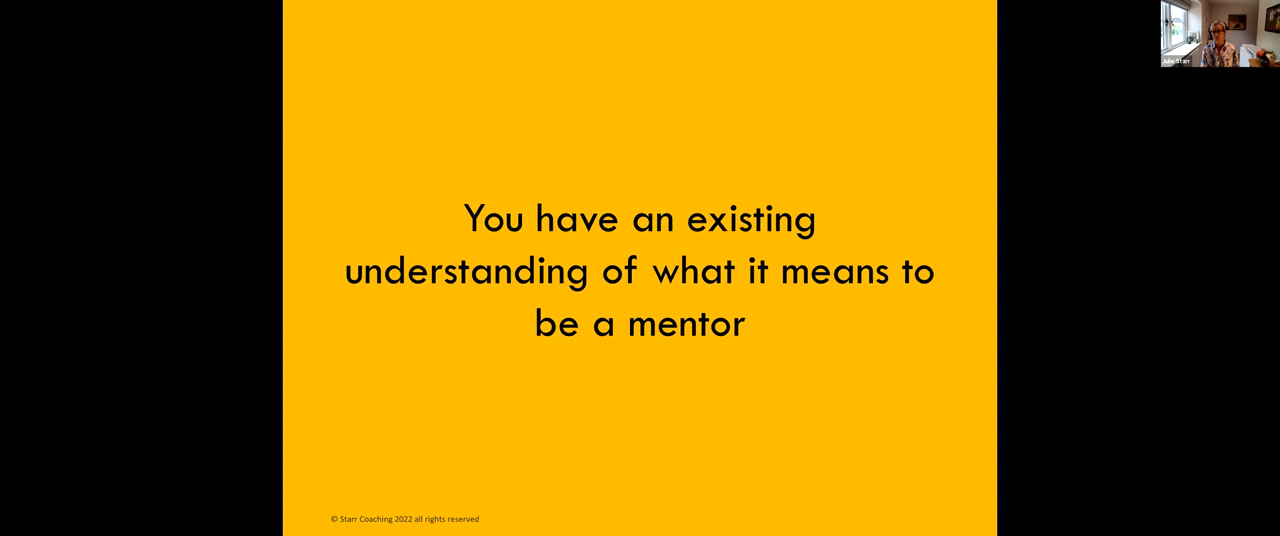 Julie Starr
You have an existing
understanding of what it means to
be a mentor
© Starr Coaching 2022 all rights reserved